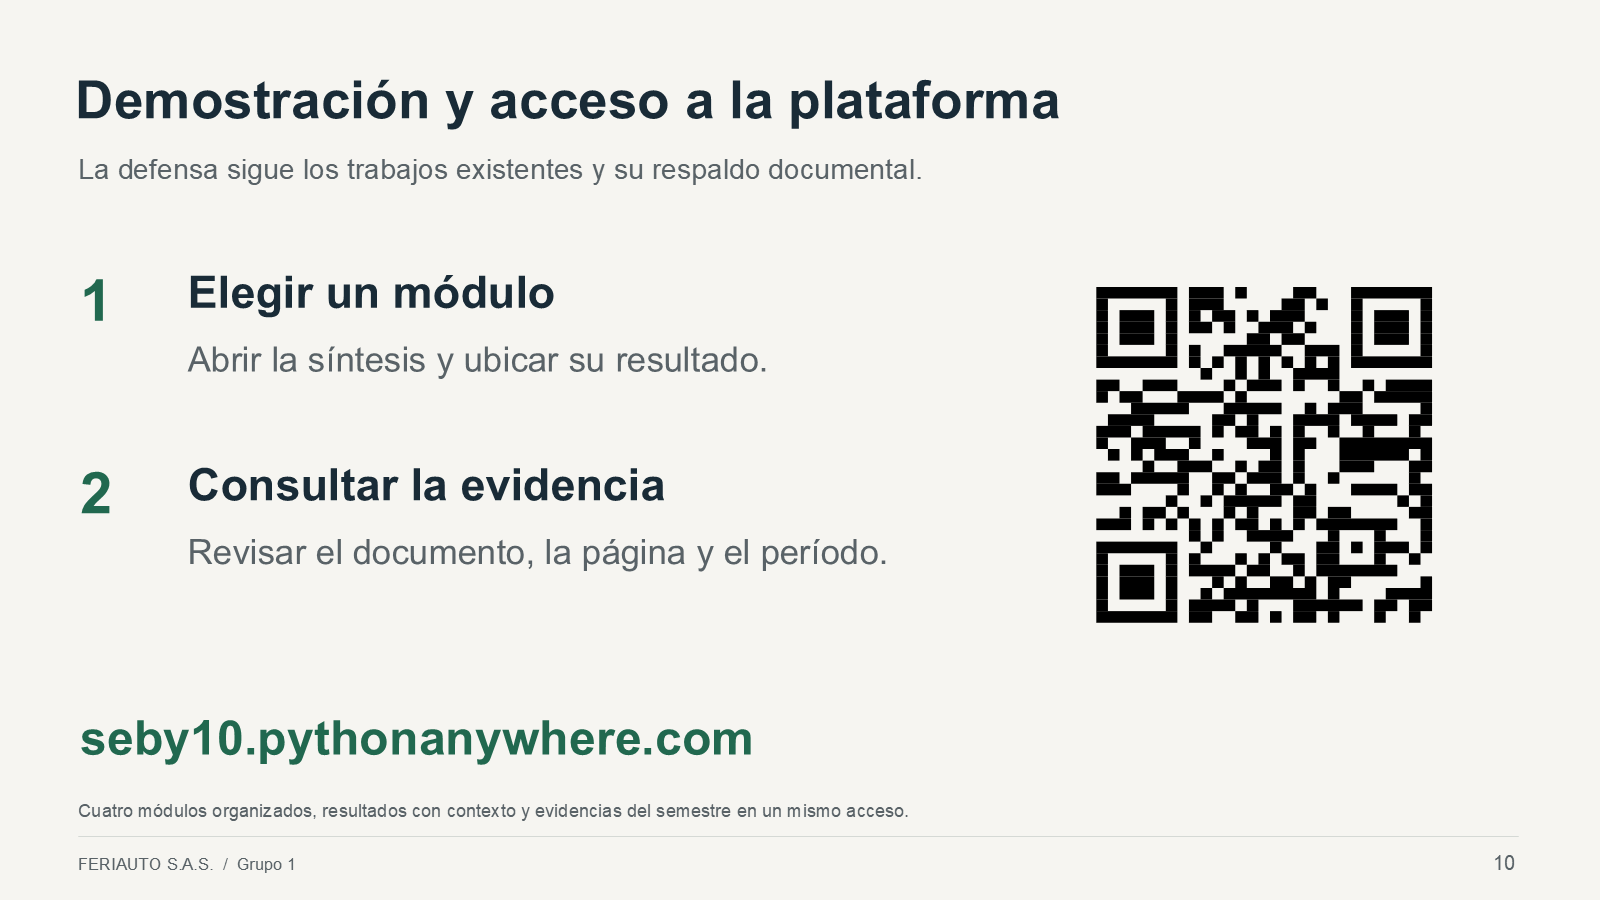 Demostración y acceso a la plataforma
La defensa sigue los trabajos existentes y su respaldo documental.
1
Elegir un módulo
Abrir la síntesis y ubicar su resultado.
2
Consultar la evidencia
Revisar el documento, la página y el período.
seby10.pythonanywhere.com
Cuatro módulos organizados, resultados con contexto y evidencias del semestre en un mismo acceso.
FERIAUTO S.A.S. / Grupo 1
10